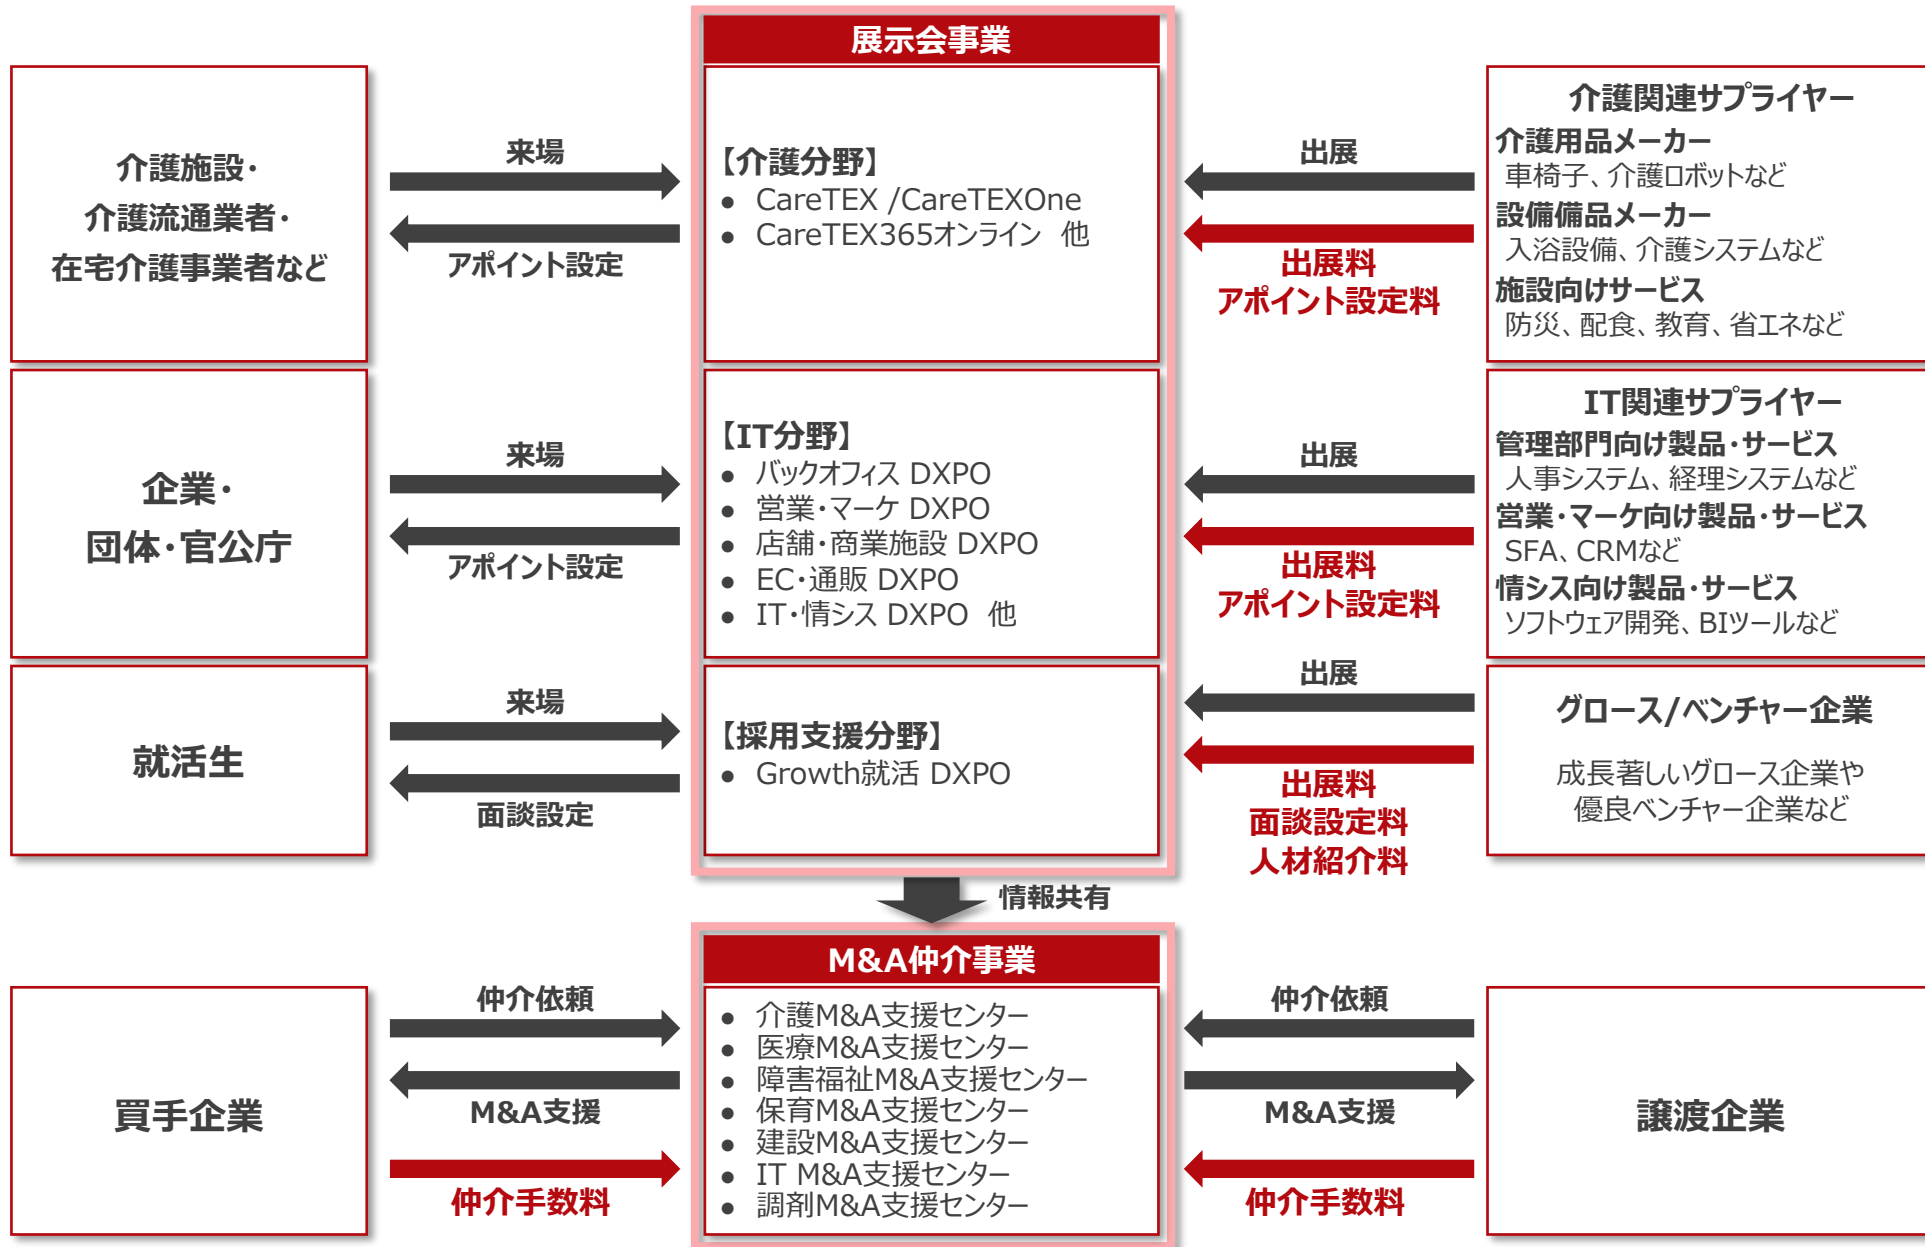 展示会事業
介護施設・
介護流通業者・
在宅介護事業者など
来場
アポイント設定
【介護分野】
● CareTEX /CareTEXOne
● CareTEX365オンライン 他
出展
出展料
アポイント設定料
介護関連サプライヤー
介護用品メーカー
車椅子、介護ロボットなど
設備備品メーカー
入浴設備、介護システムなど
施設向けサービス
防災、配食、教育、省エネなど
企業・
団体・官公庁
来場
アポイント設定
【IT分野】
● バックオフィス DXPO
● 営業・マーケ DXPO
● 店舗・商業施設 DXPO
● EC・通販 DXPO
● IT・情シス DXPO 他
出展
出展料
アポイント設定料
IT関連サプライヤー
管理部門向け製品・サービス
人事システム、経理システムなど
営業・マーケ向け製品・サービス
SFA、CRMなど
情シス向け製品・サービス
ソフトウェア開発、BIツールなど
就活生
来場
面談設定
【採用支援分野】
● Growth就活 DXPO
出展
出展料
面談設定料
人材紹介料
グロース/ベンチャー企業
成長著しいグロース企業や
優良ベンチャー企業など
情報共有
M&A仲介事業
買手企業
仲介依頼
M&A支援
仲介手数料
● 介護M&A支援センター
● 医療M&A支援センター
● 障害福祉M&A支援センター
● 保育M&A支援センター
● 建設M&A支援センター
● IT M&A支援センター
● 調剤M&A支援センター
仲介依頼
M&A支援
仲介手数料
譲渡企業